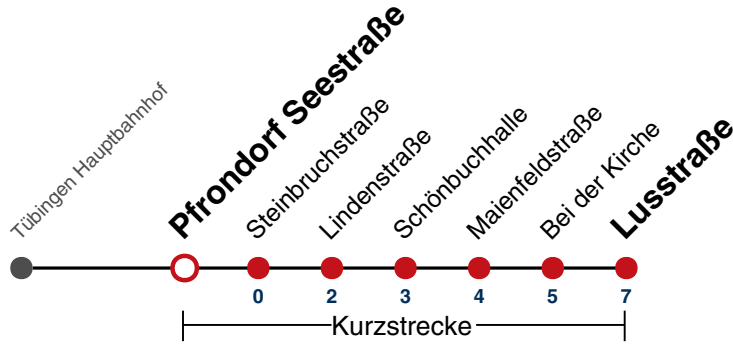 Tübingen Hauptbahnhof
Pfrondorf Seestraße
Steinbruchstraße
Lindenstraße
Schönbuchhalle
Maienfeldstraße
Bei der Kirche
Lusstraße
0 2 3 4 5 7
Kurzstrecke